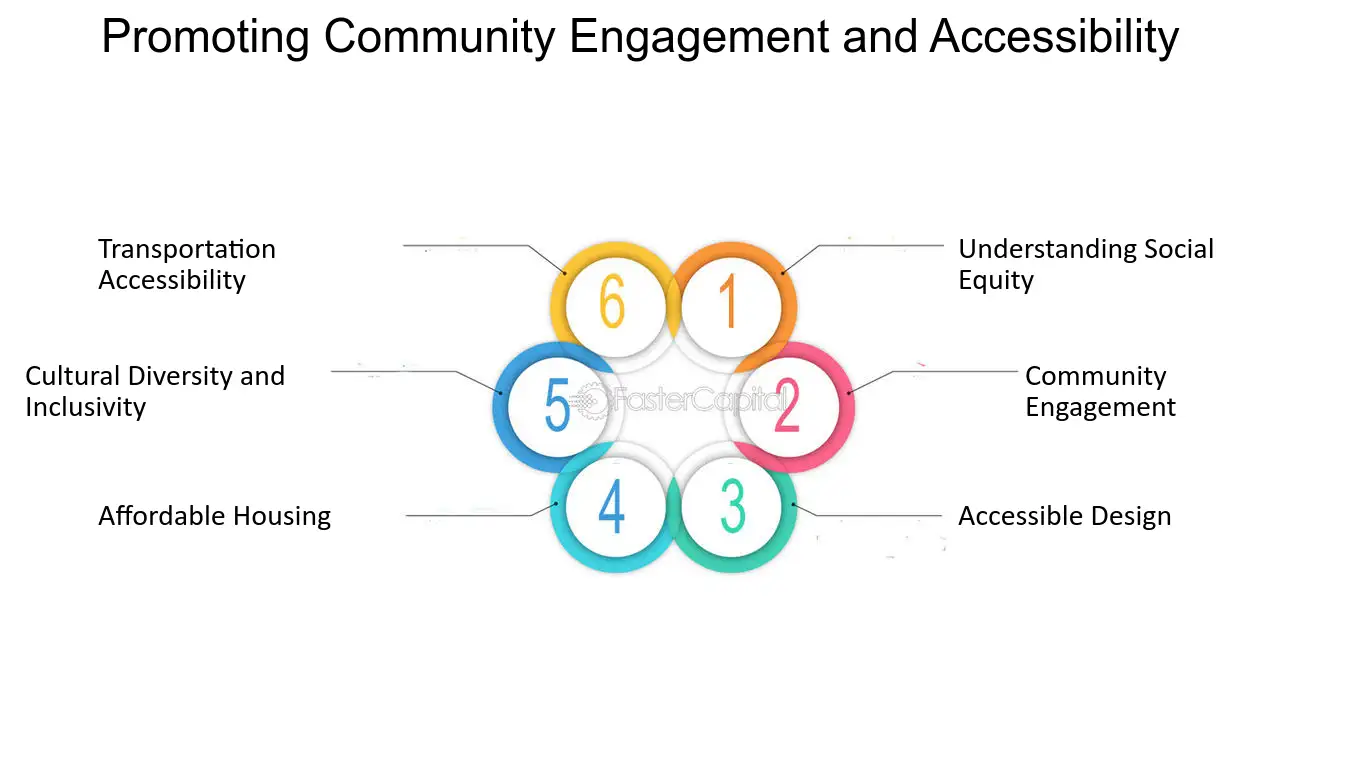 Promoting Community Engagement and Accessibility
Transportation
Accessibility
6
1
Understanding Social
Equity
Cultural Diversity and
Inclusivity
5
FasterCapital
2
Community
Engagement
Affordable Housing
4
3
Accessible Design